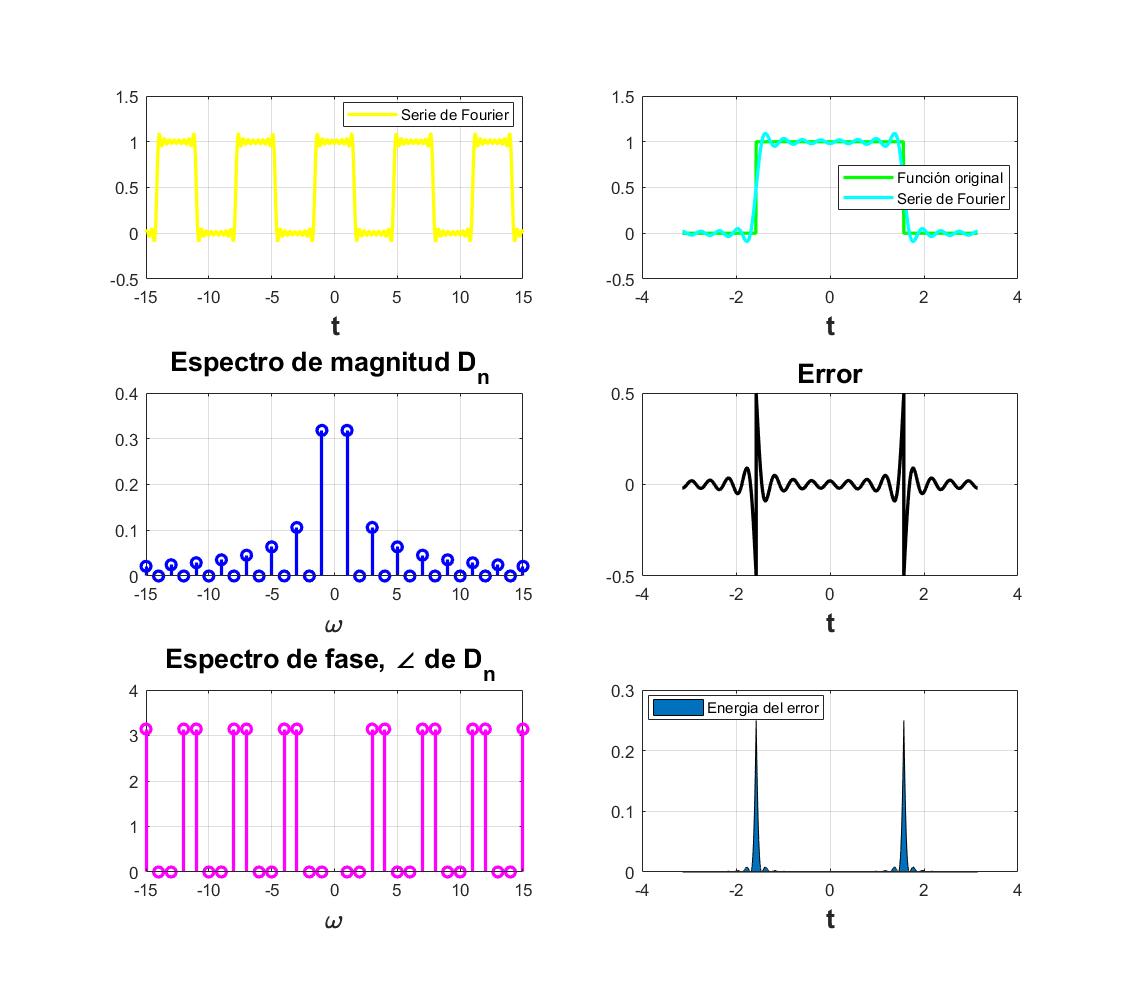 1.5
1
0.5
0
-0.5
-15 -10 -5 0 5 10 15
t
Serie de Fourier
1.5
1
0.5
0
-0.5
-4 -2 0 2 4
t
Función original
Serie de Fourier
Espectro de magnitud Dn
0.4
0.3
0.2
0.1
0
-15 -10 -5 0 5 10 15
ω
Error
0.5
0
-0.5
-4 -2 0 2 4
t
Espectro de fase, ∠ de Dn
4
3
2
1
0
-15 -10 -5 0 5 10 15
ω
Energia del error
0.3
0.2
0.1
0
-4 -2 0 2 4
t